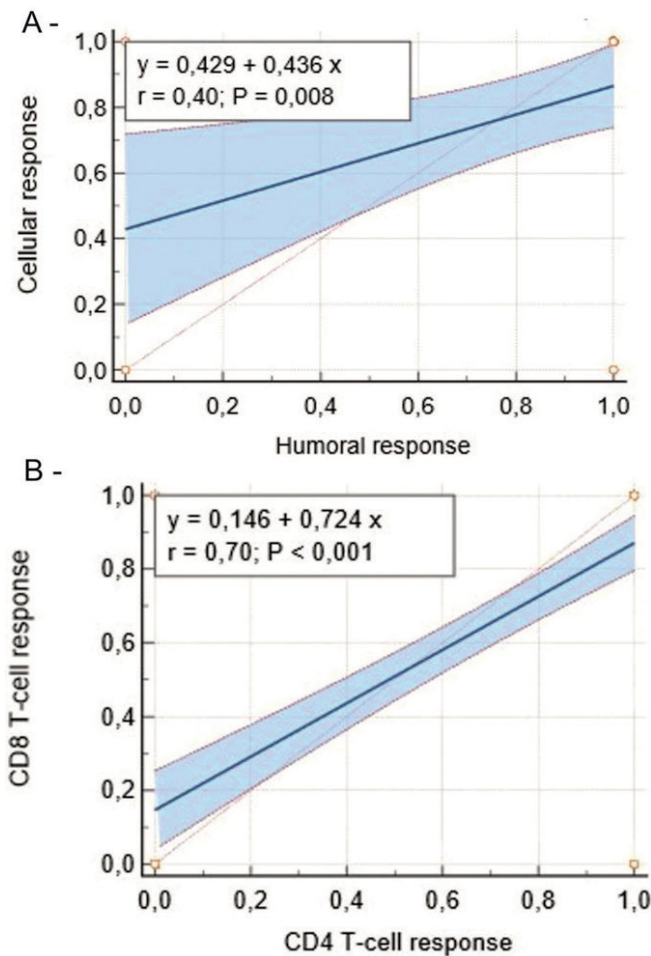 A -
1,0
0,8
0,6
0,4
0,2
0,0
Cellular response
y = 0,429 + 0,436 x
r = 0,40; P = 0,008
0,0 0,2 0,4 0,6 0,8 1,0
Humoral response
B -
1,0
0,8
0,6
0,4
0,2
0,0
CD8 T-cell response
y = 0,146 + 0,724 x
r = 0,70; P < 0,001
0,0 0,2 0,4 0,6 0,8 1,0
CD4 T-cell response